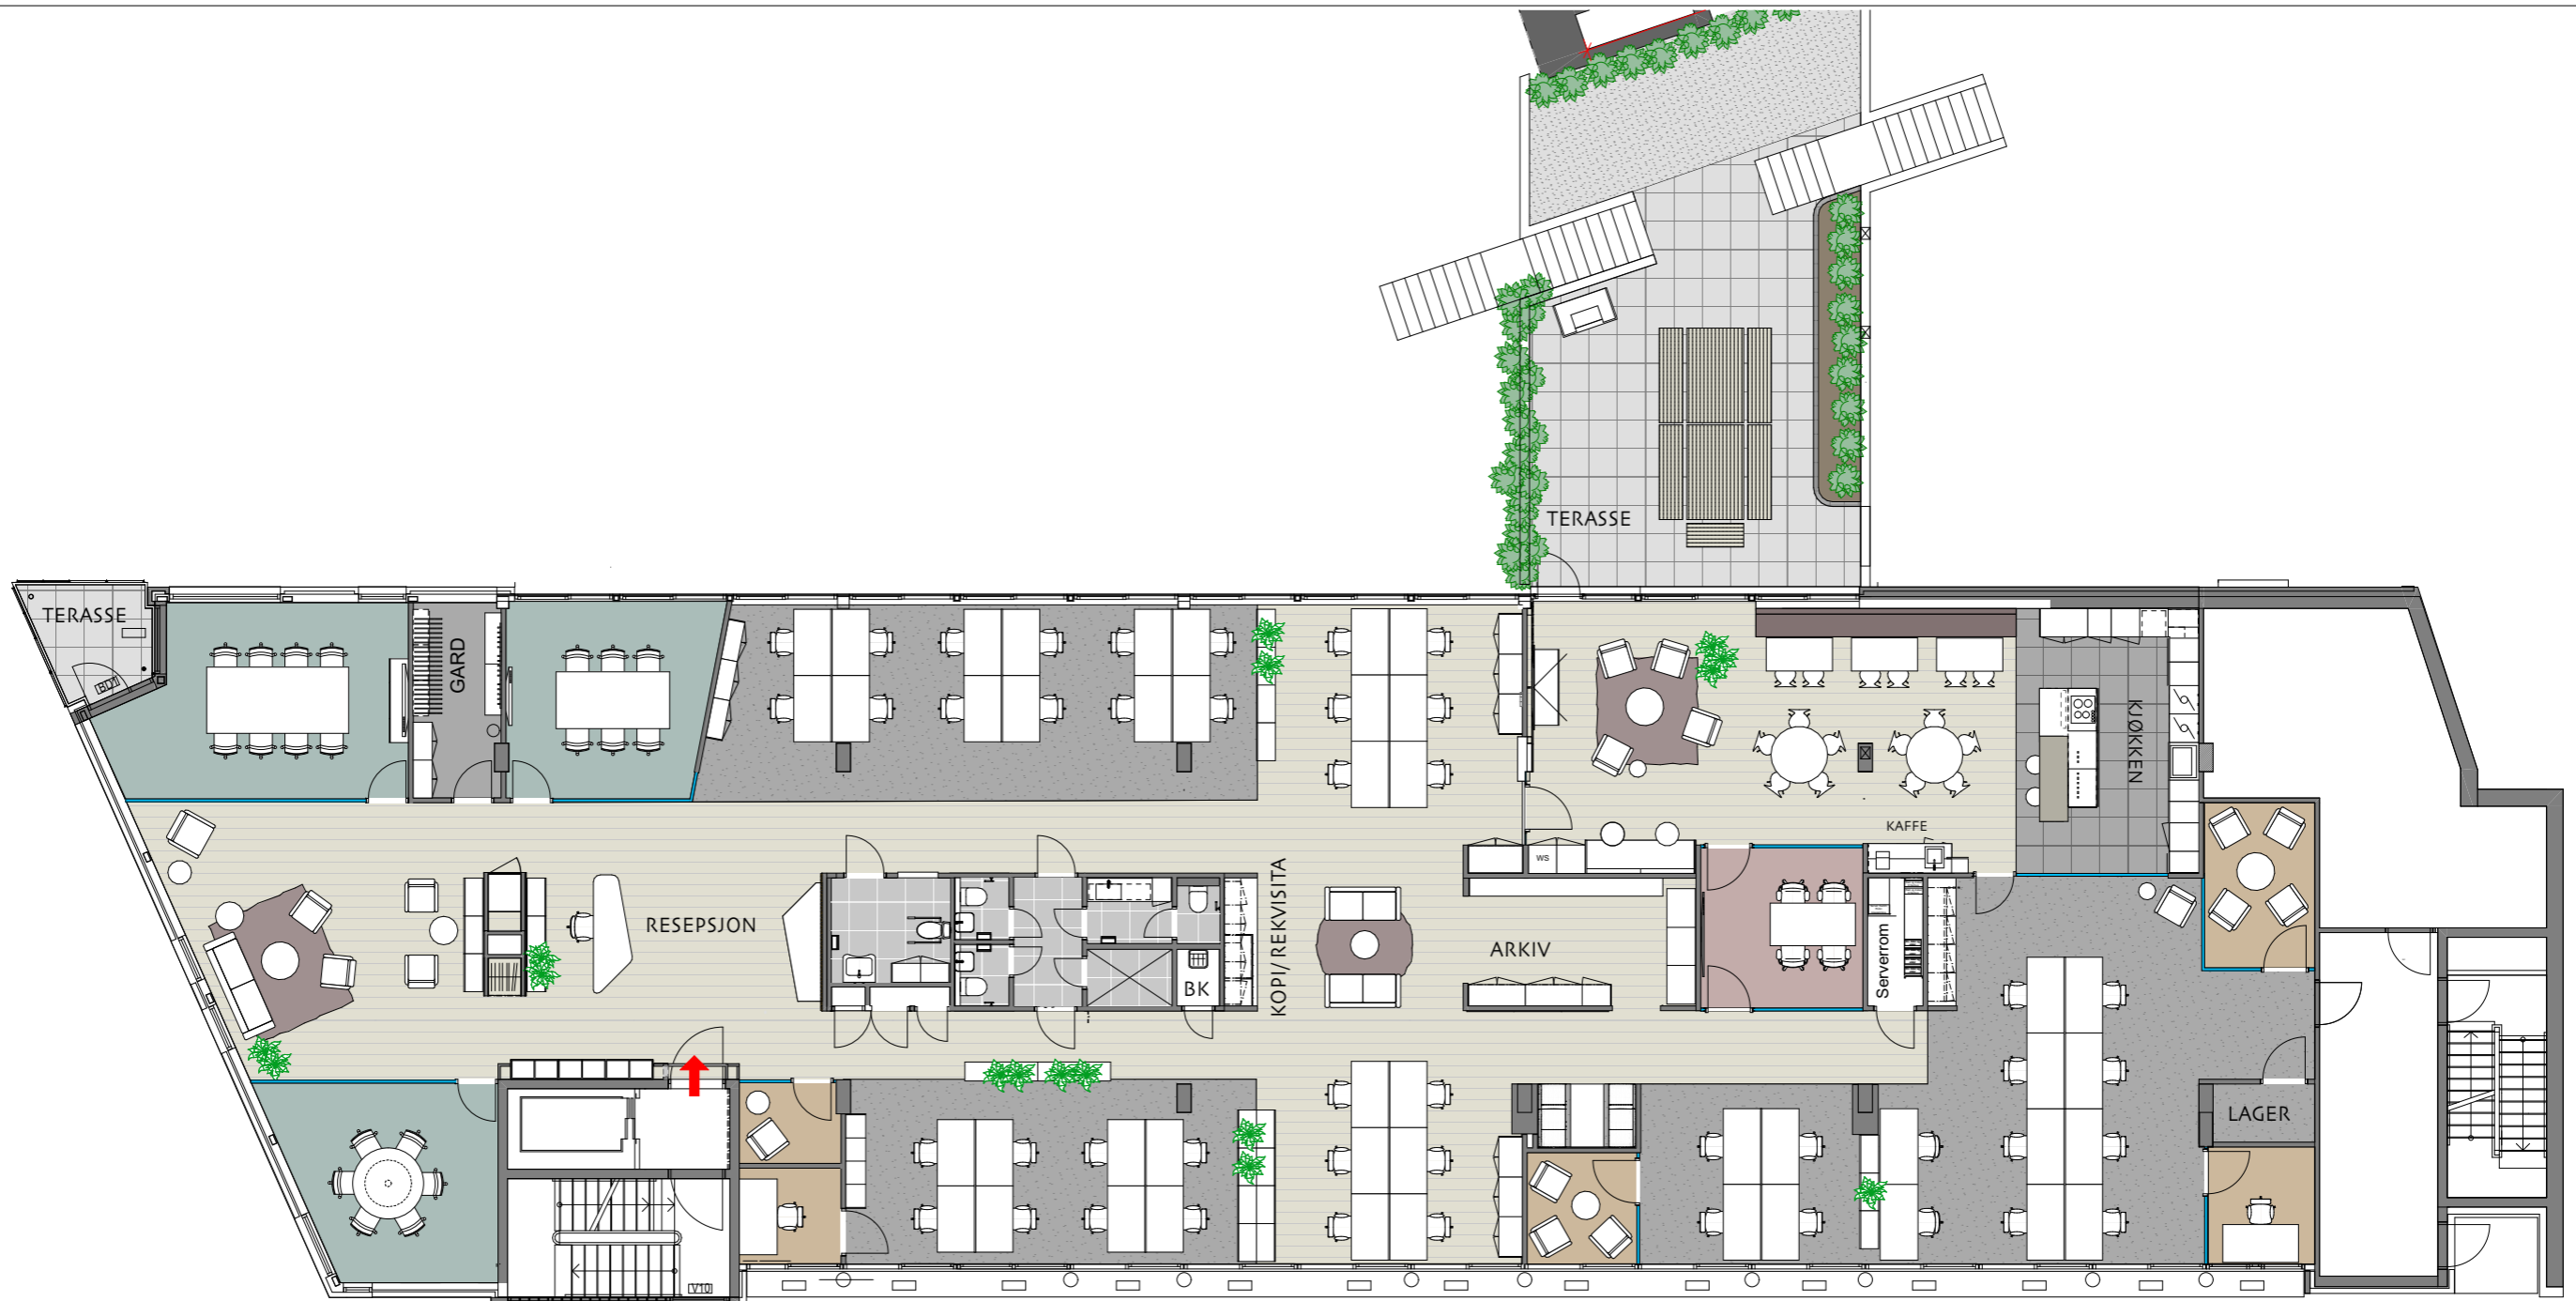 TERASSE
TERASSE
BD1
GARD
KJØKKEN
KAFFE
WS
RESEPSJON
KOPI/REKVISITA
ARKIV
Serverrom
BK
LAGER
V10